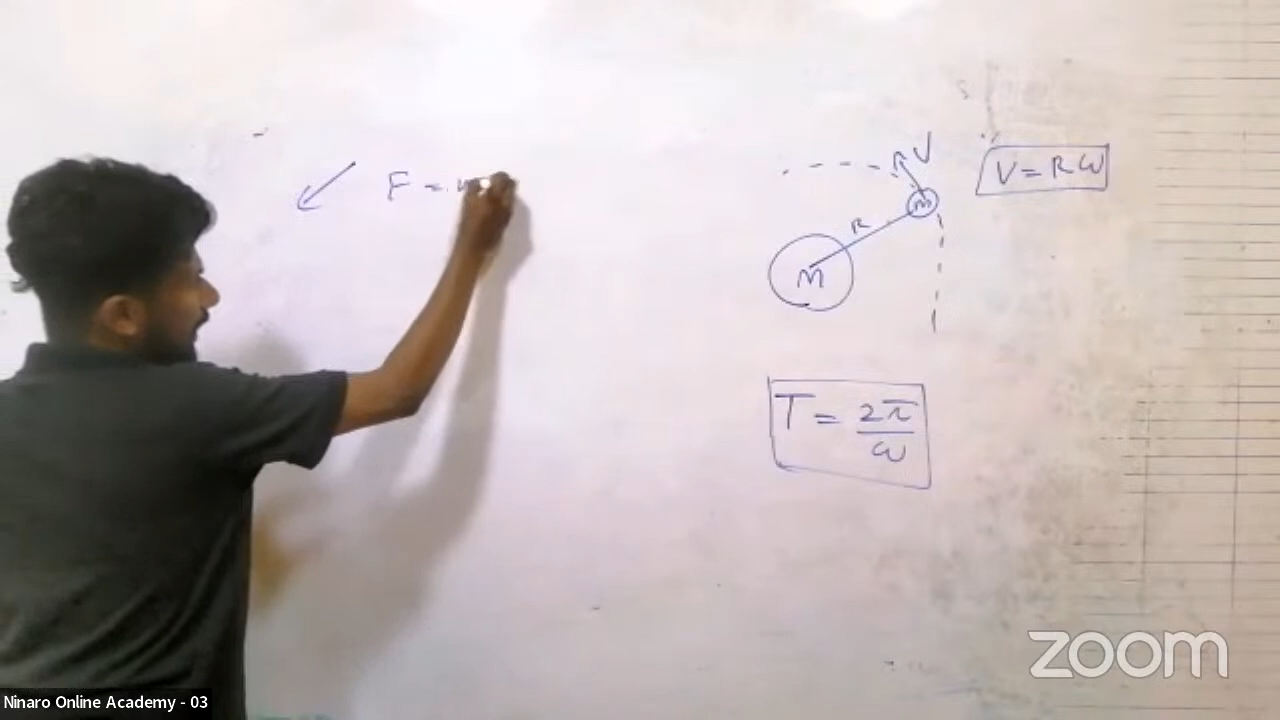 F =
V
V = Rω
m
R
M
T = 2π/ω
zoom
Ninaro Online Academy - 03